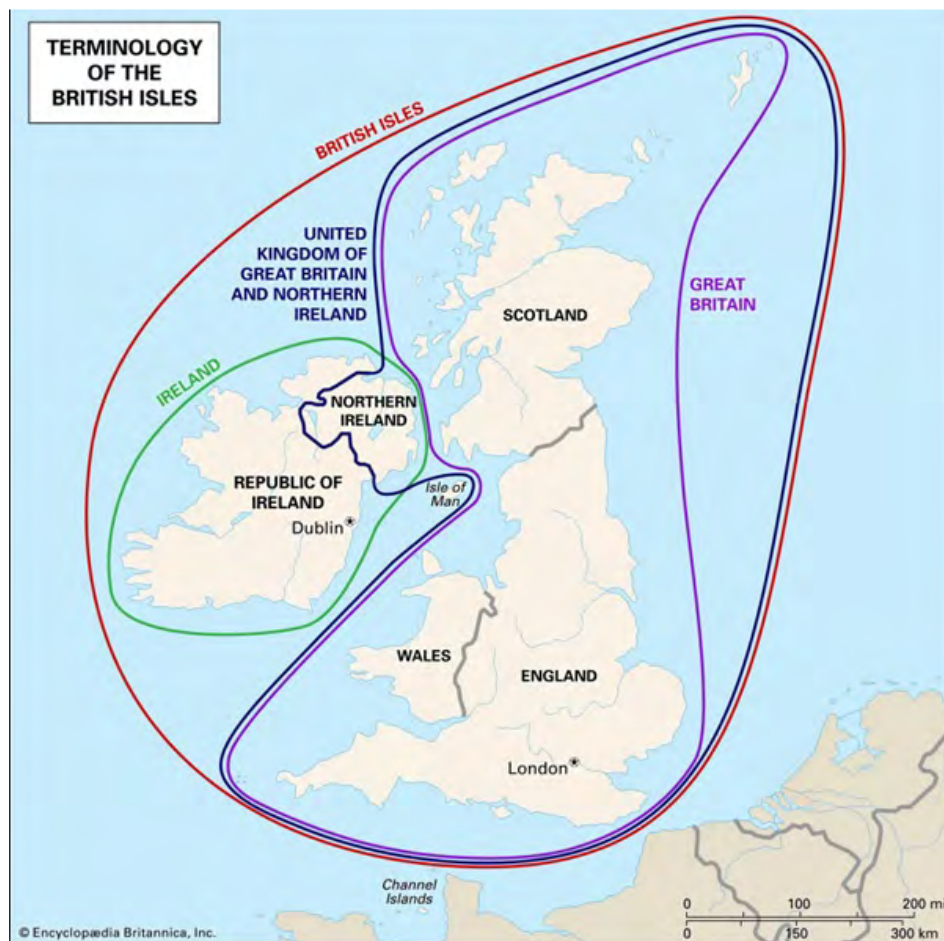 TERMINOLOGY
OF THE
BRITISH ISLES
BRITISH ISLES
UNITED
KINGDOM OF
GREAT BRITAIN
AND NORTHERN
IRELAND
GREAT
BRITAIN
SCOTLAND
IRELAND
NORTHERN
IRELAND
REPUBLIC OF
IRELAND
Dublin*
Isle of
Man
WALES
ENGLAND
London*
Channel
Islands
0 100 200 mi
0 150 300 km
© Encyclopædia Britannica, Inc.